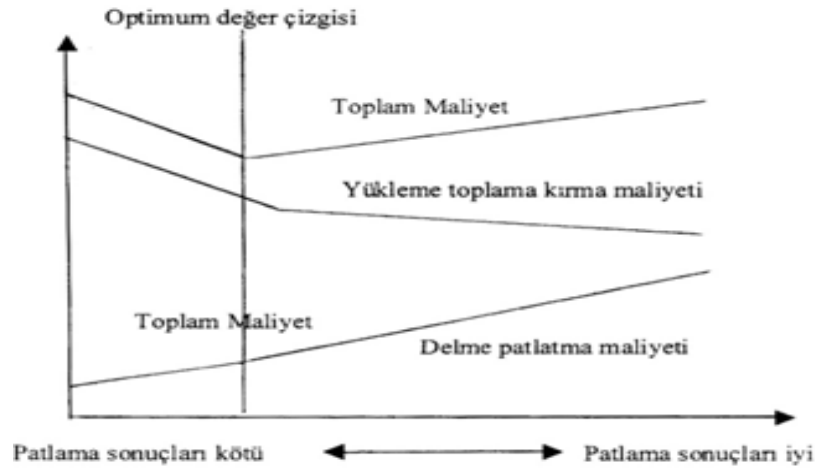 Optimum değer çizgisi
Toplam Maliyet
Yükleme toplama kırma maliyeti
Toplam Maliyet
Delme patlatma maliyeti
Patlama sonuçları kötü
Patlama sonuçları iyi